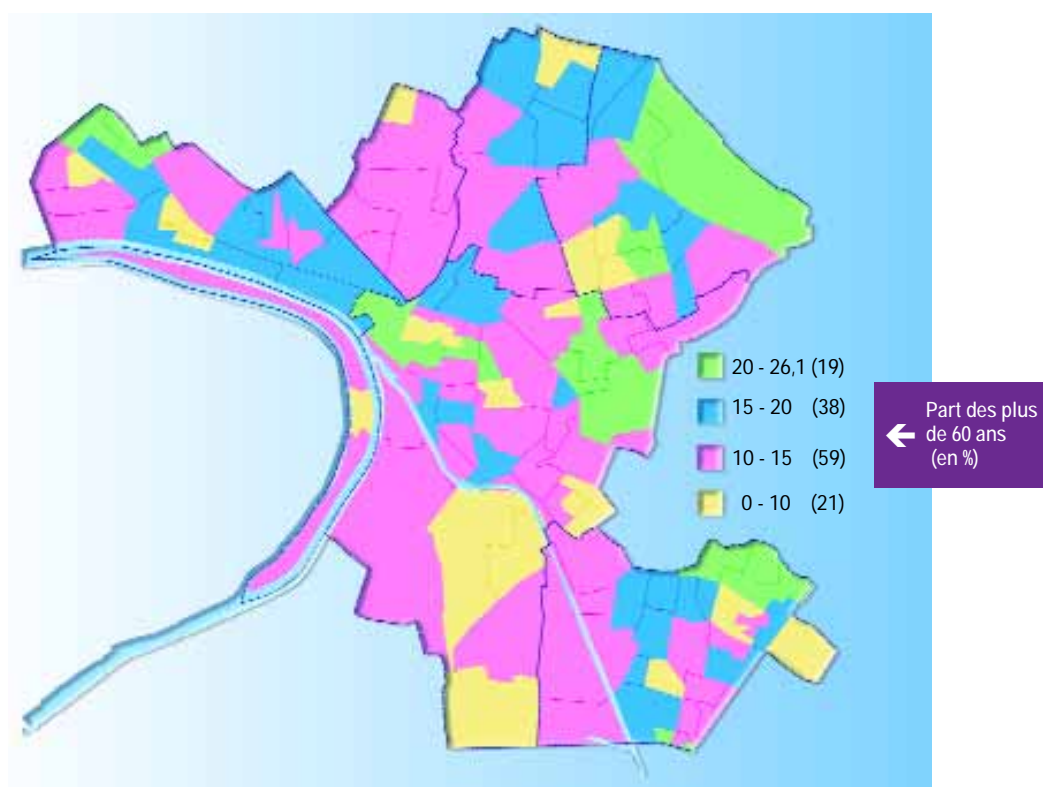 20 - 26,1 (19)
15 - 20 (38)
10 - 15 (59)
0 - 10 (21)
Part des plus
de 60 ans
(en %)